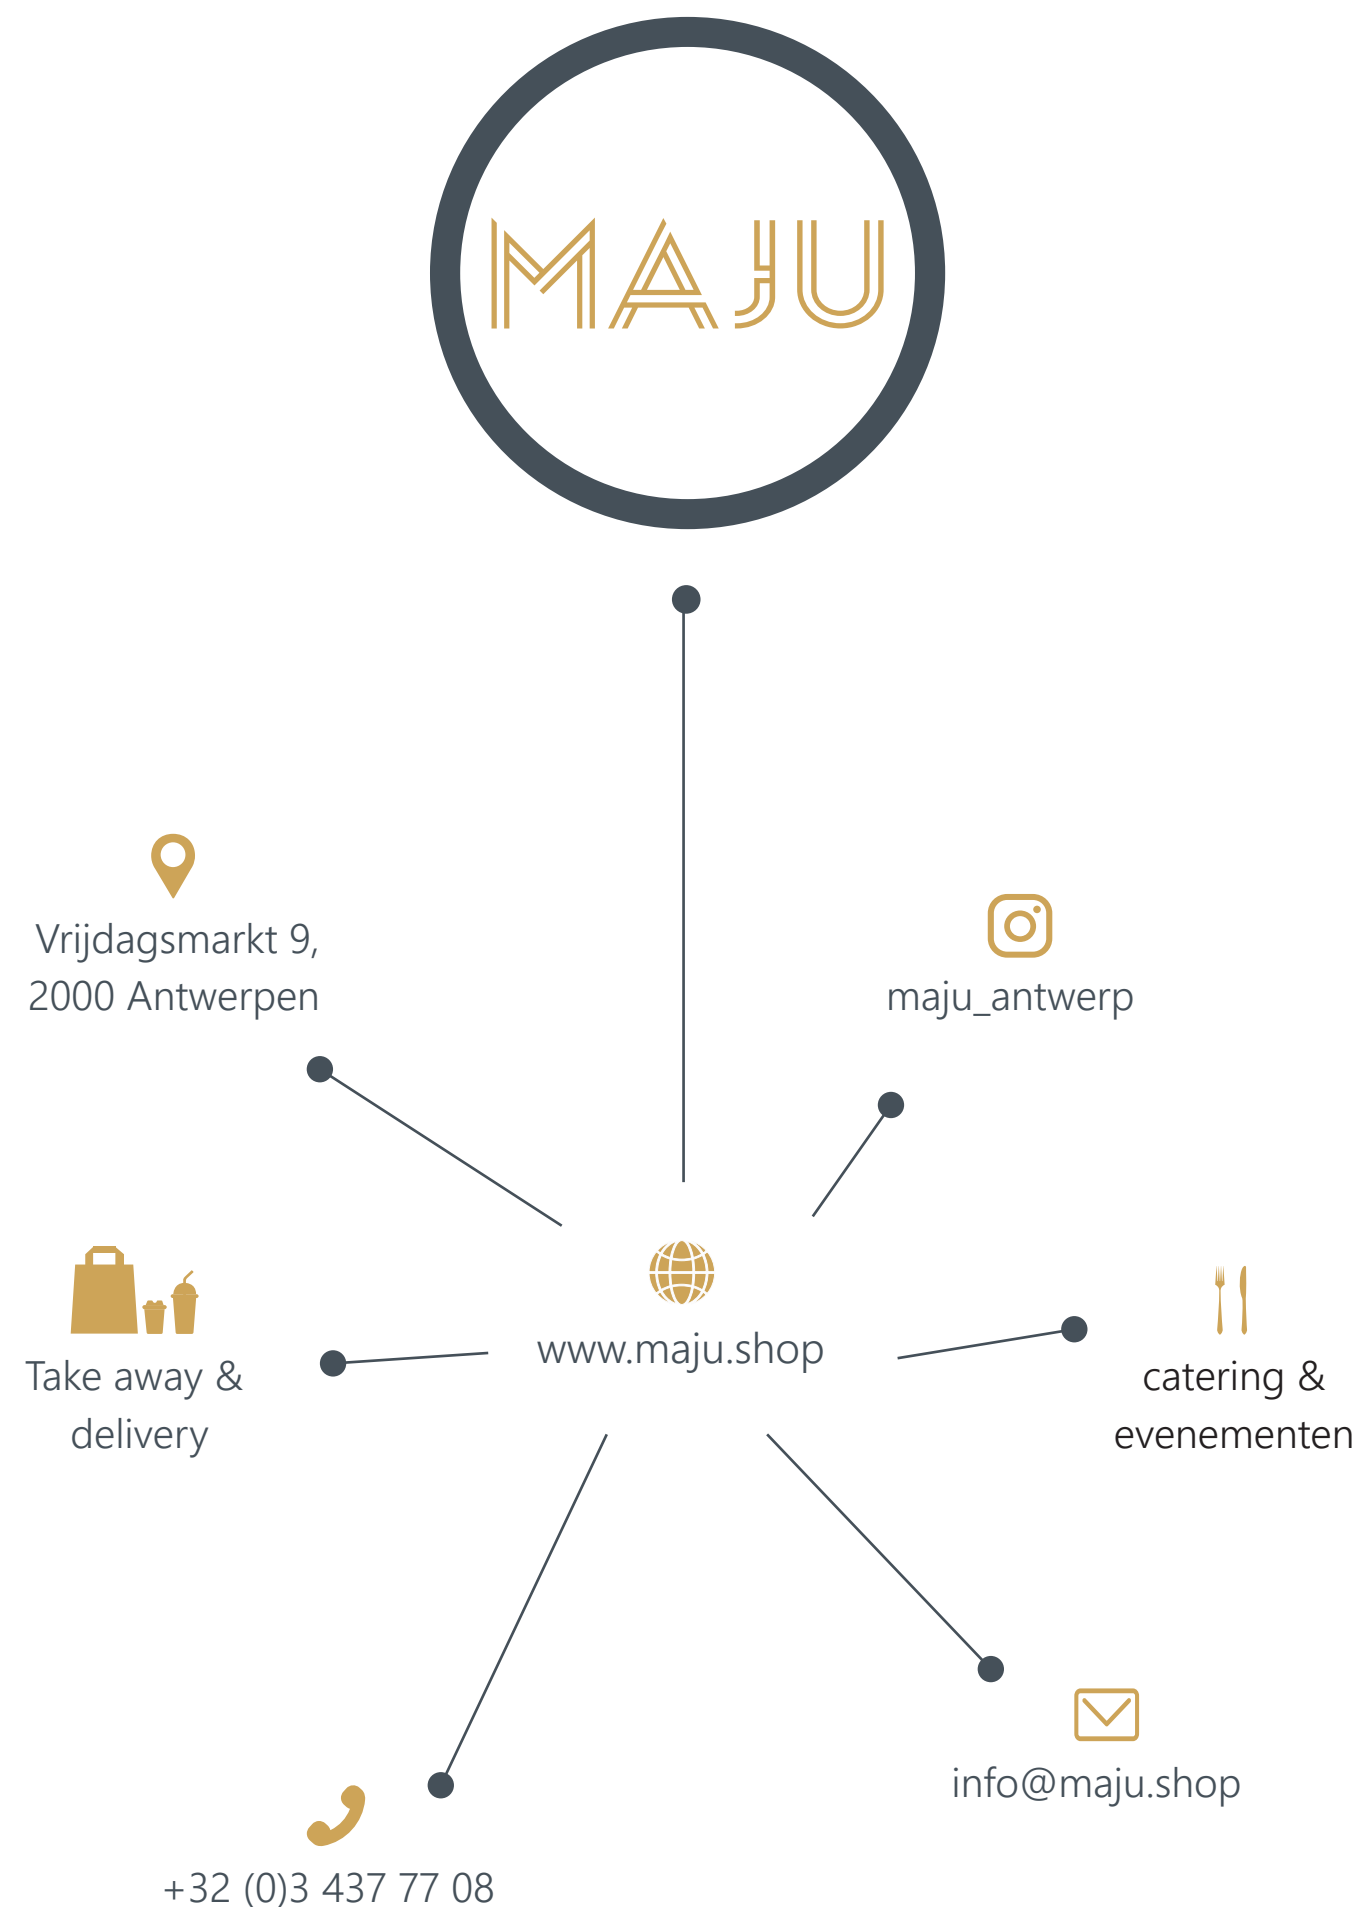 MAJU
Vrijdagsmarkt 9,
2000 Antwerpen
maju_antwerp
www.maju.shop
Take away &
delivery
catering &
evenementen
info@maju.shop
+32 (0)3 437 77 08